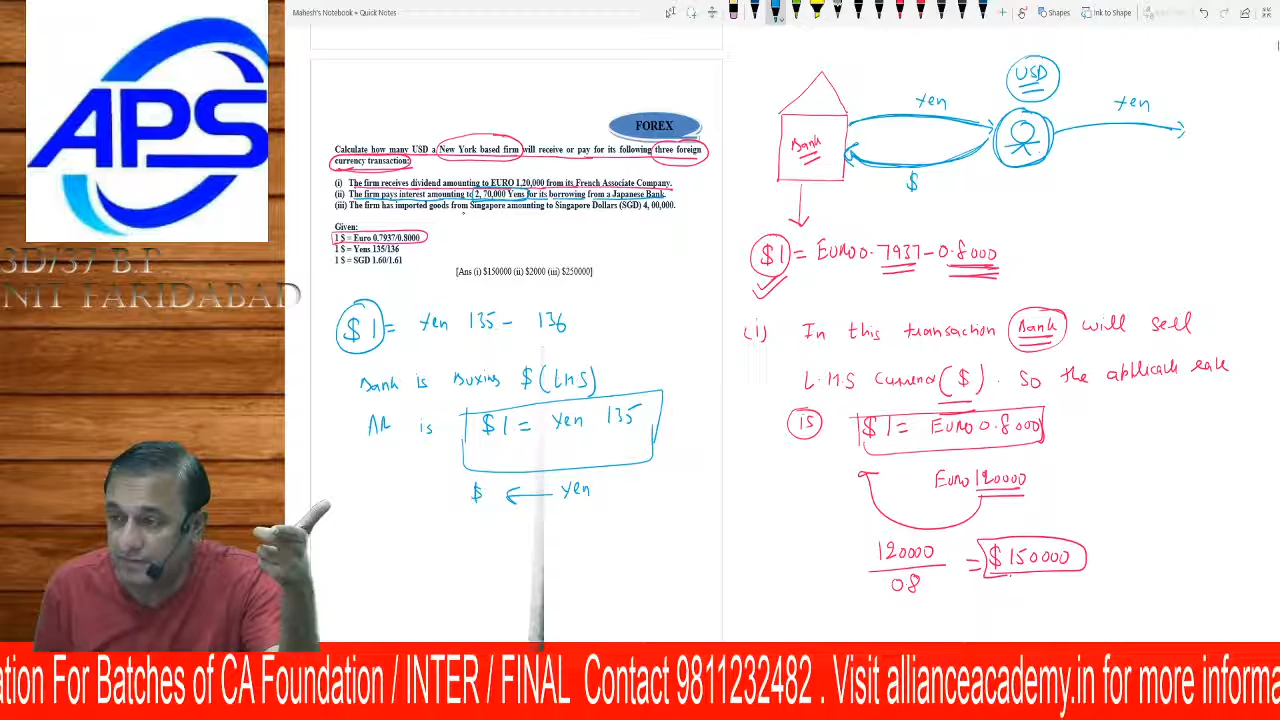 Mahesh's Notebook » Quick Notes
Shapes
Ink to Shape
APS
3D/37 B.P.
NIT FARIDABAD
FOREX
Calculate how many USD a New York based firm will receive or pay for its following three foreign
currency transaction:
(i) The firm receives dividend amounting to EURO 1,20,000 from its French Associate Company.
(ii) The firm pays interest amounting to 2, 70,000 Yens for its borrowing from a Japanese Bank.
(iii) The firm has imported goods from Singapore amounting to Singapore Dollars (SGD) 4, 00,000.
Given:
1 $ = Euro 0.7937/0.8000
1 $ = Yens 135/136
1 $ = SGD 1.60/1.61
[Ans (i) $150000 (ii) $2000 (iii) $250000]
$1 = Yen 135 - 136
Bank is Buxing $ (LHS)
AR is $1 = Yen 135
$ Yen
USD
Yen
Yen
Bank
$
$1 = EURO 0.7937 - 0.8000
(i) In this transaction Bank will sell
L.H.S currency ($). So the rate
is $1 = EURO 0.8000
Euro 120000
120000
0.8
= $150000
ation For Batches of CA Foundation / INTER / FINAL Contact 9811232482 . Visit allianceacademy.in for more informa